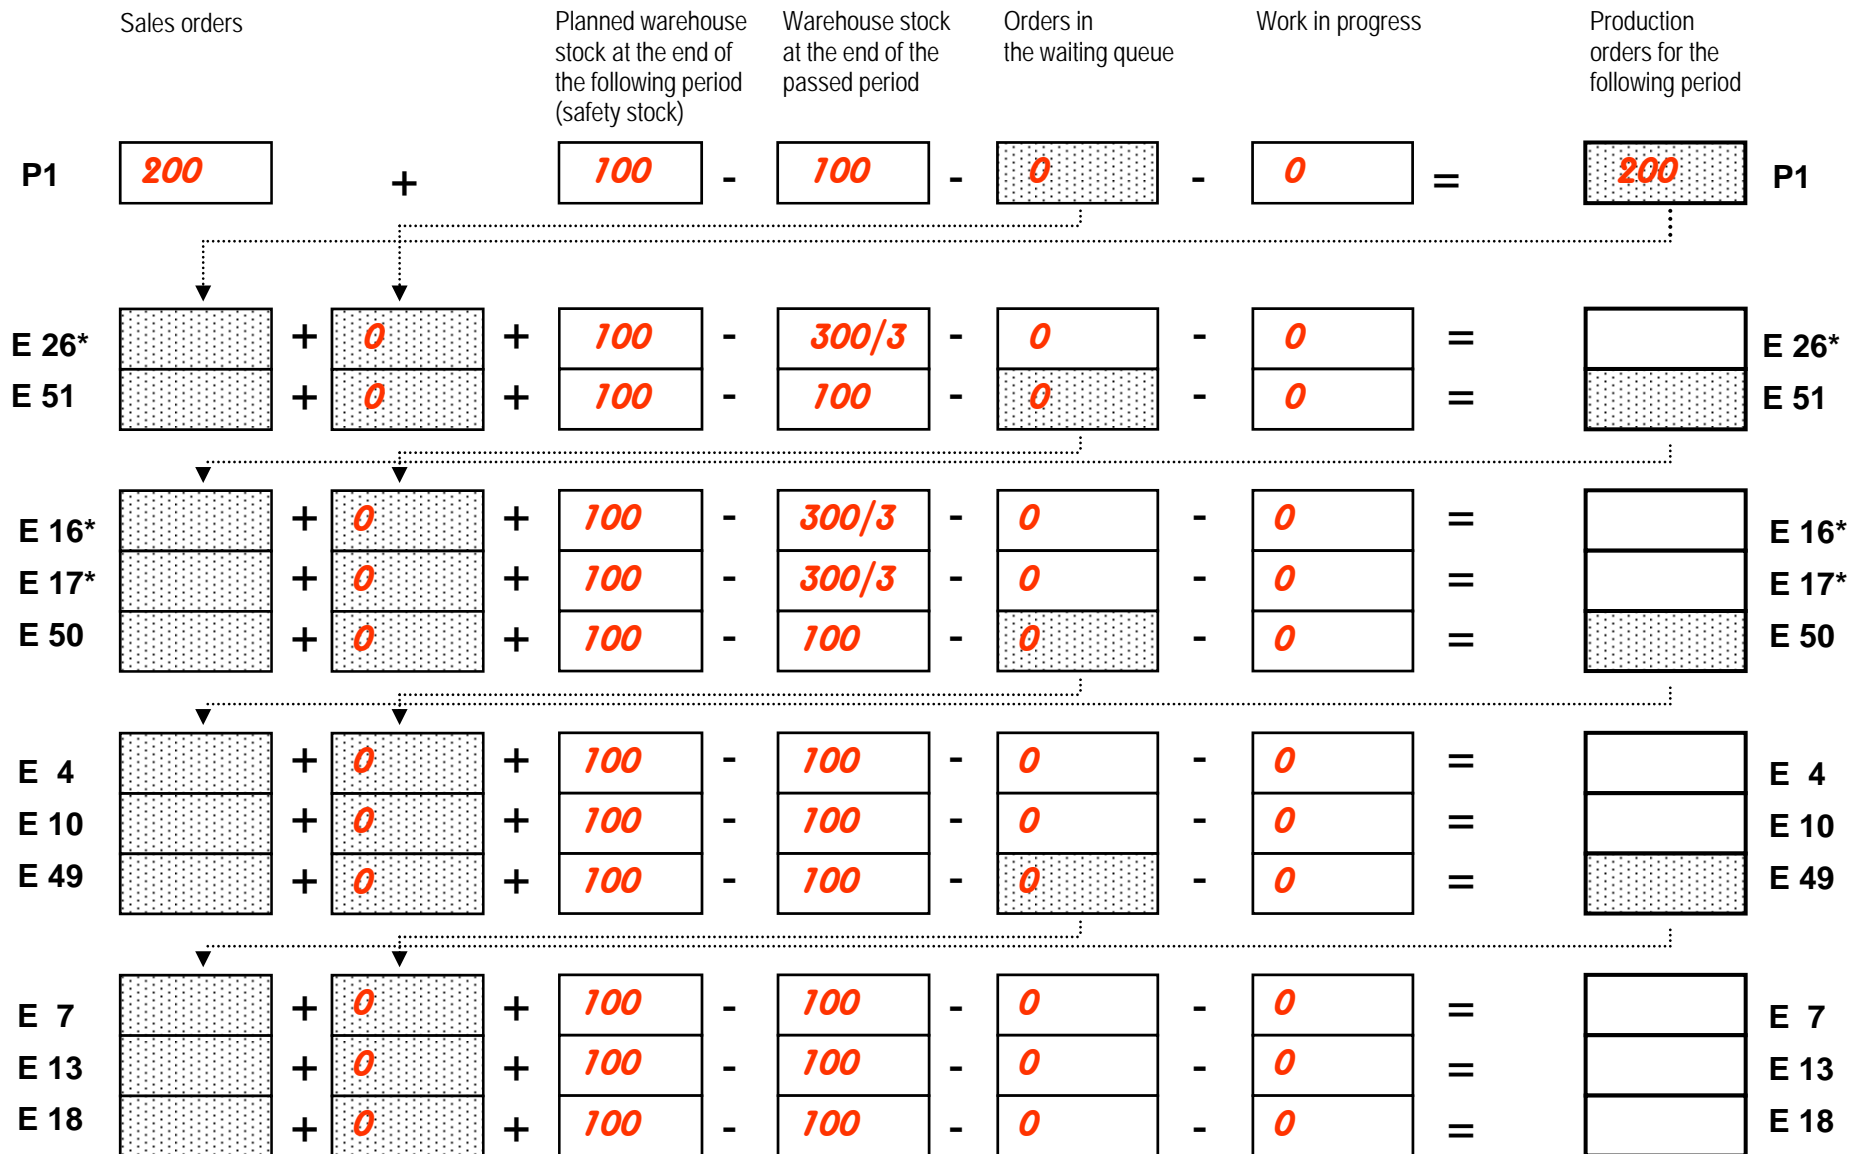 Sales orders
Planned warehouse
stock at the end of
the following period
(safety stock)
Warehouse stock
at the end of the
passed period
Orders in
the waiting queue
Work in progress
Production
orders for the
following period
P1 200 + 100 - 100 - 0 - 0 = 200 P1
E 26* + 0 + 100 - 300/3 - 0 - 0 = E 26*
E 51 + 0 + 100 - 100 - 0 - 0 = E 51
E 16* + 0 + 100 - 300/3 - 0 - 0 = E 16*
E 17* + 0 + 100 - 300/3 - 0 - 0 = E 17*
E 50 + 0 + 100 - 100 - 0 - 0 = E 50
E 4 + 0 + 100 - 100 - 0 - 0 = E 4
E 10 + 0 + 100 - 100 - 0 - 0 = E 10
E 49 + 0 + 100 - 100 - 0 - 0 = E 49
E 7 + 0 + 100 - 100 - 0 - 0 = E 7
E 13 + 0 + 100 - 100 - 0 - 0 = E 13
E 18 + 0 + 100 - 100 - 0 - 0 = E 18